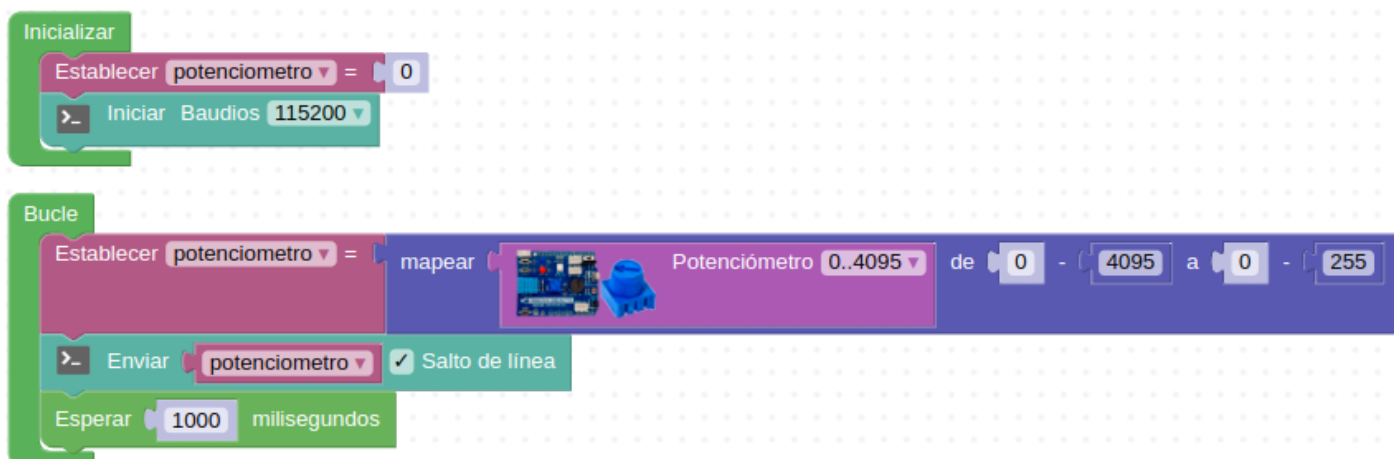 Inicializar
Establecer potenciometro ▾ = 0
>_ Iniciar Baudios 115200 ▾
Bucle
Establecer potenciometro ▾ = mapear Potenciómetro 0..4095 ▾ de 0 - 4095 a 0 - 255
>_ Enviar potenciometro ▾ ✓ Salto de línea
Esperar 1000 milisegundos